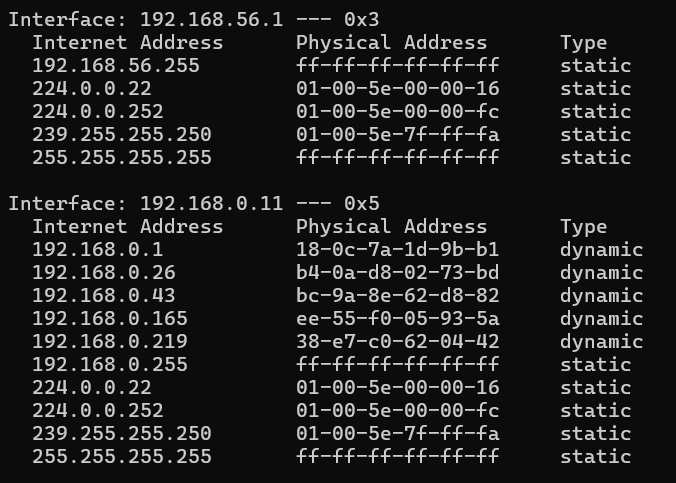 Interface: 192.168.56.1 --- 0x3
  Internet Address      Physical Address      Type
  192.168.56.255        ff-ff-ff-ff-ff-ff     static
  224.0.0.22            01-00-5e-00-00-16     static
  224.0.0.252           01-00-5e-00-00-fc     static
  239.255.255.250       01-00-5e-7f-ff-fa     static
  255.255.255.255       ff-ff-ff-ff-ff-ff     static

Interface: 192.168.0.11 --- 0x5
  Internet Address      Physical Address      Type
  192.168.0.1           18-0c-7a-1d-9b-b1     dynamic
  192.168.0.26          b4-0a-d8-02-73-bd     dynamic
  192.168.0.43          bc-9a-8e-62-d8-82     dynamic
  192.168.0.165         ee-55-f0-05-93-5a     dynamic
  192.168.0.219         38-e7-c0-62-04-42     dynamic
  192.168.0.255         ff-ff-ff-ff-ff-ff     static
  224.0.0.22            01-00-5e-00-00-16     static
  224.0.0.252           01-00-5e-00-00-fc     static
  239.255.255.250       01-00-5e-7f-ff-fa     static
  255.255.255.255       ff-ff-ff-ff-ff-ff     static